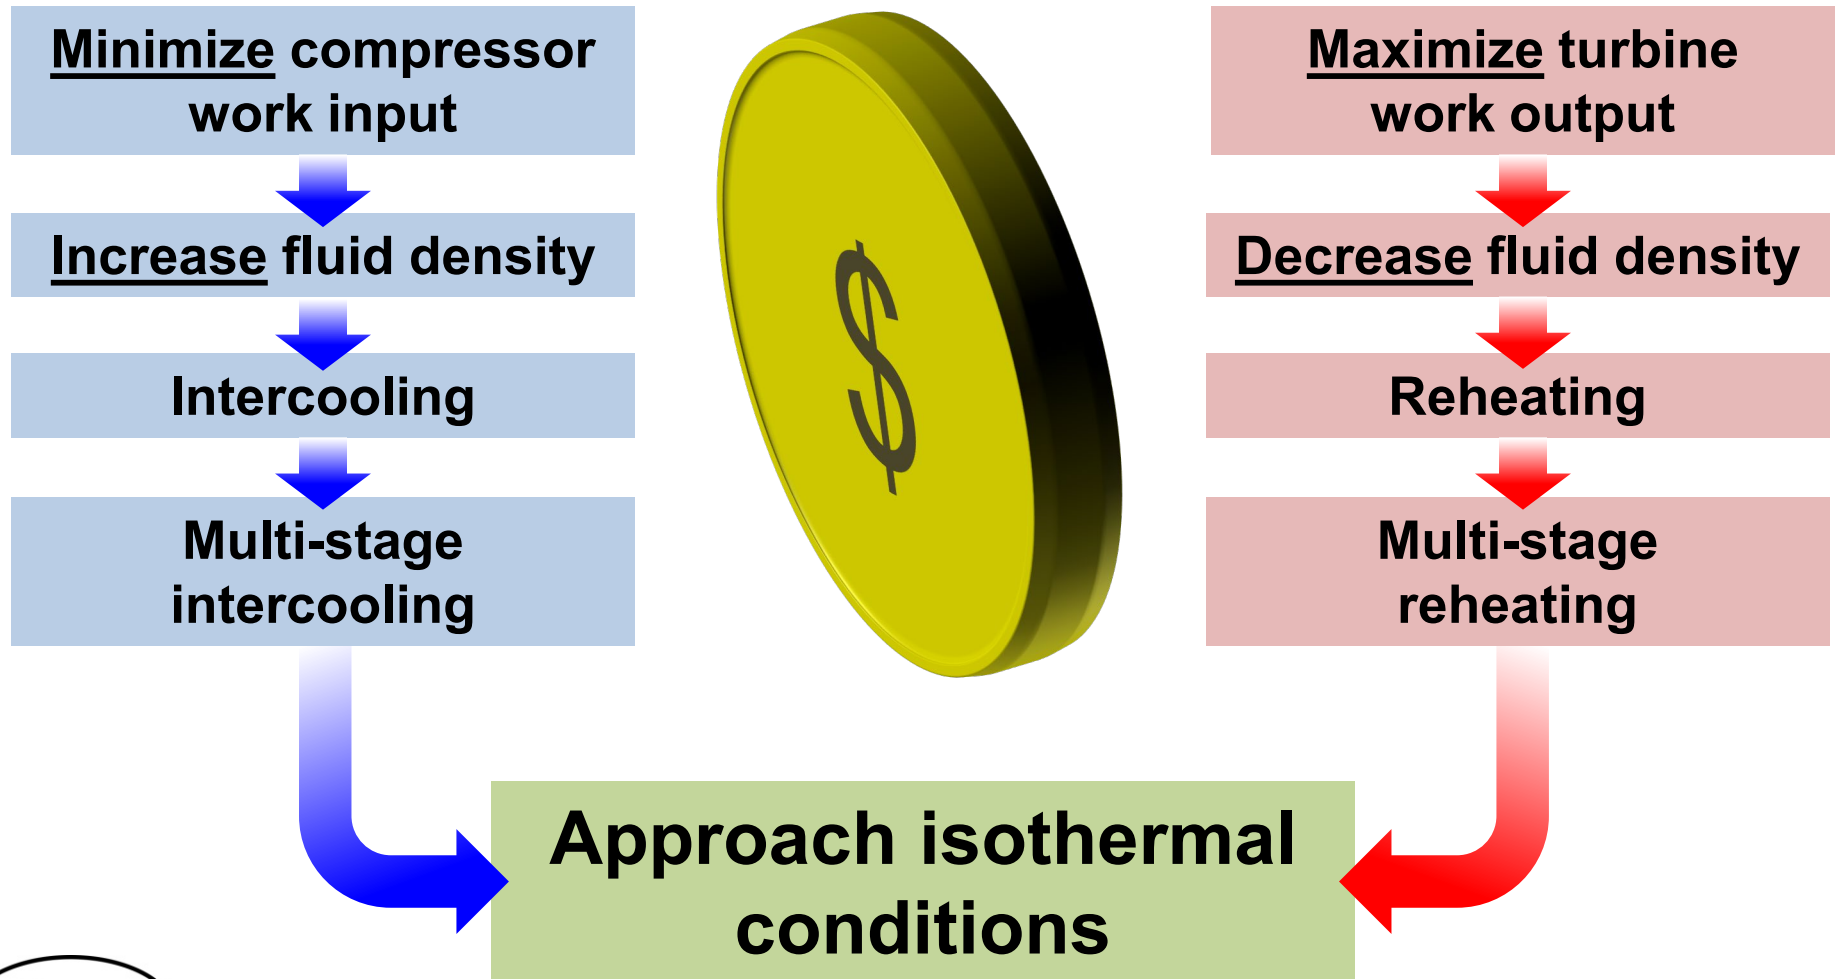 Minimize compressor
work input
Increase fluid density
Intercooling
Multi-stage
intercooling
$
Maximize turbine
work output
Decrease fluid density
Reheating
Multi-stage
reheating
Approach isothermal
conditions